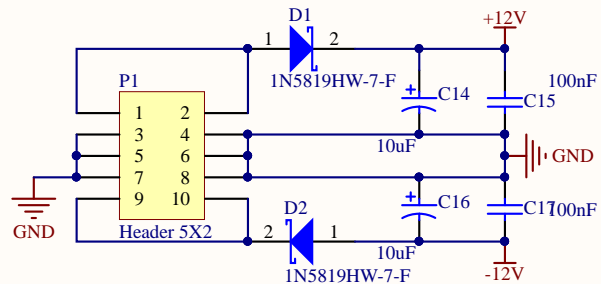 +12V
D1
1 2
1N5819HW-7-F
P1
100nF
C14
C15
10uF
1 2
3 4
5 6
7 8
9 10
Header 5X2
GND
GND
C16
C17
100nF
D2
2 1
10uF
1N5819HW-7-F
-12V